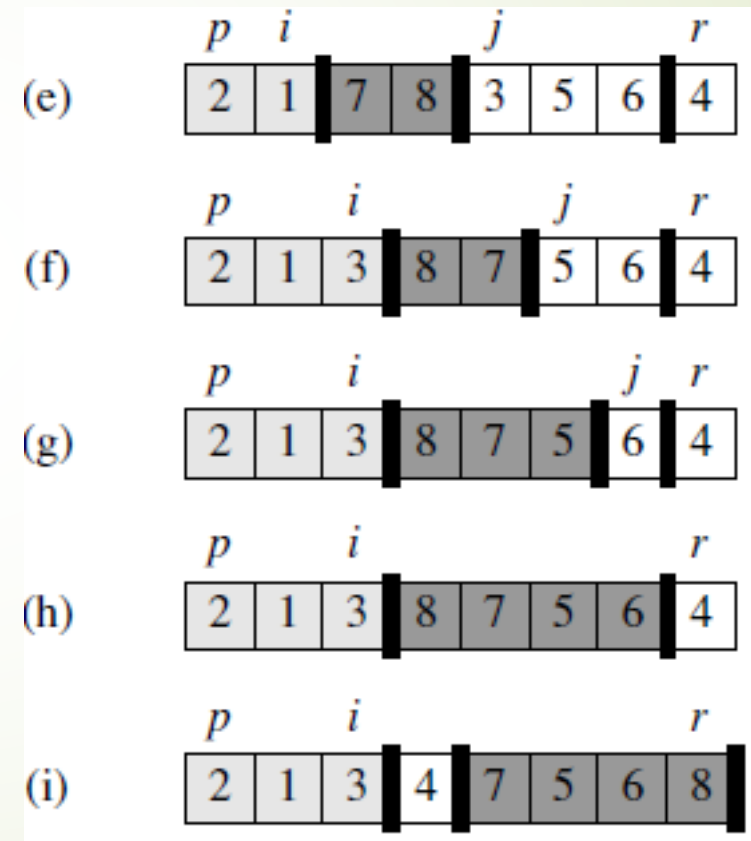 p i j r
(e) 2 1 7 8 3 5 6 4
p i j r
(f) 2 1 3 8 7 5 6 4
p i j r
(g) 2 1 3 8 7 5 6 4
p i r
(h) 2 1 3 8 7 5 6 4
p i r
(i) 2 1 3 4 7 5 6 8